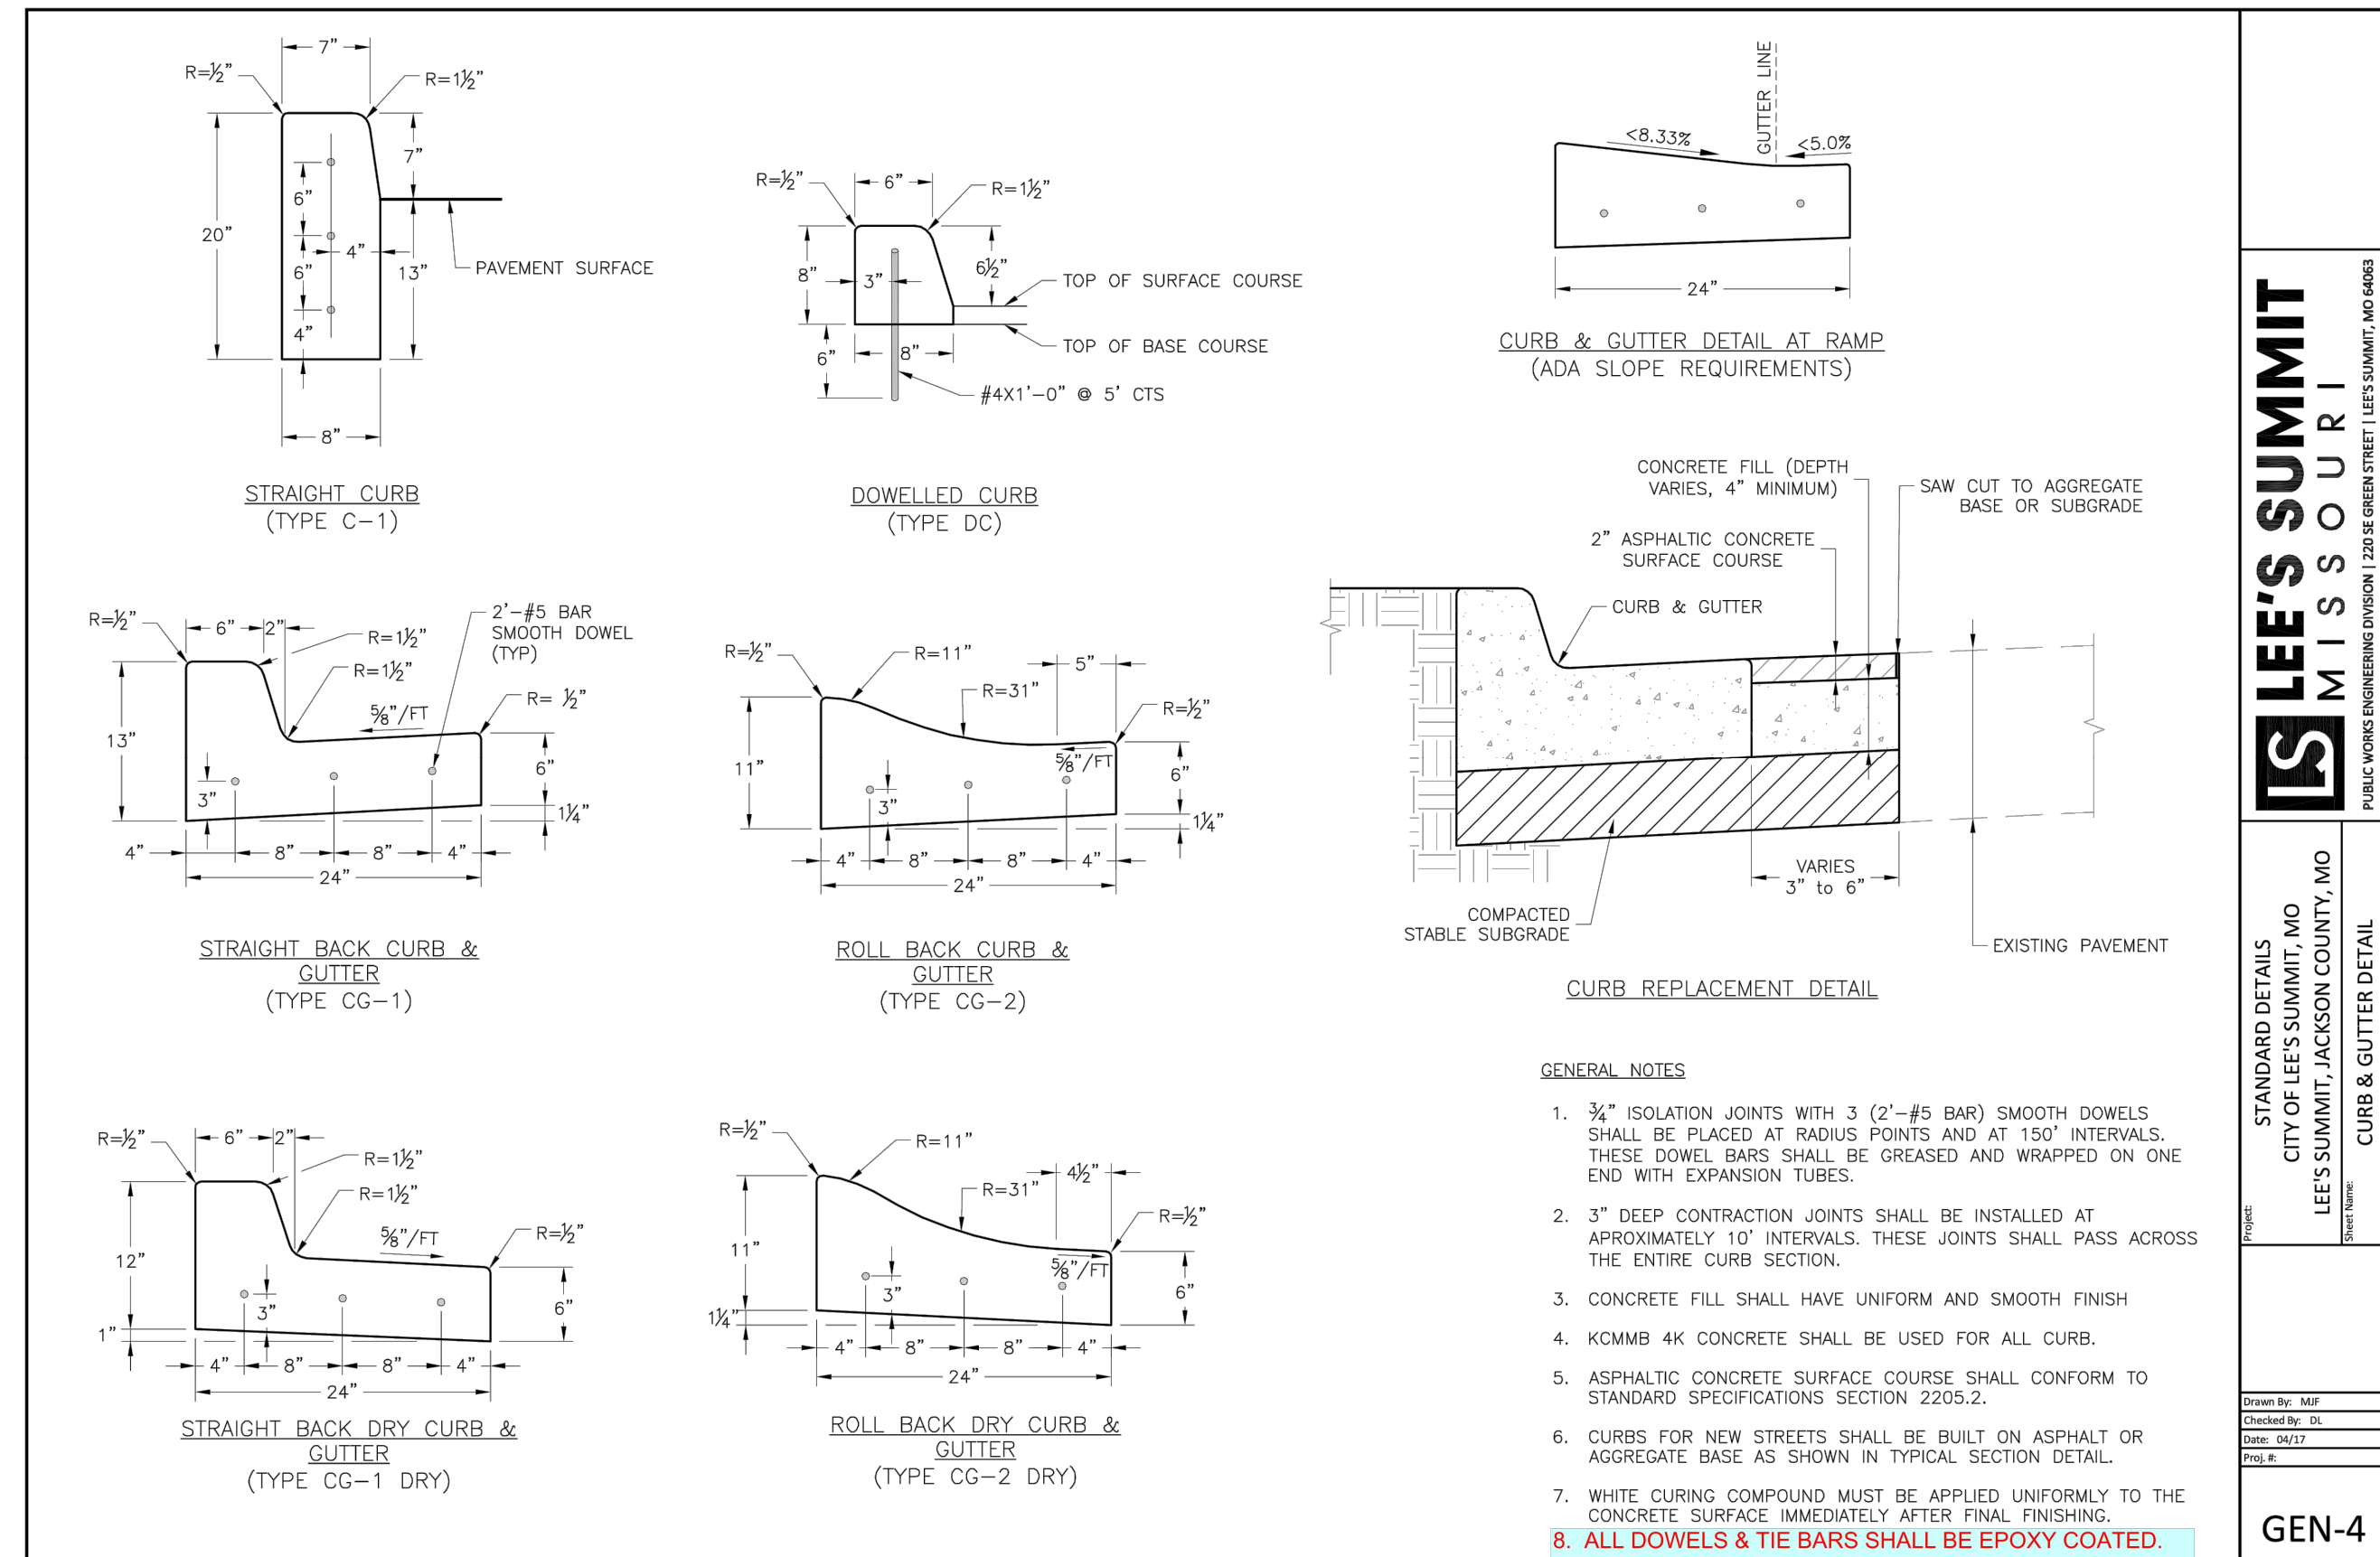 7”
R=½”
R=1½”
7”
6”
20”
4”
6”
13”
PAVEMENT SURFACE
4”
8”
STRAIGHT CURB
(TYPE C-1)
R=½”
6”
R=1½”
8”
3”
6½”
TOP OF SURFACE COURSE
6”
8”
TOP OF BASE COURSE
#4X1'-0” @ 5' CTS
DOWELLED CURB
(TYPE DC)
GUTTER LINE
<8.33%
<5.0%
24”
CURB & GUTTER DETAIL AT RAMP
(ADA SLOPE REQUIREMENTS)
R=½”
6”
2”
R=1½”
R=1½”
2'-#5 BAR
SMOOTH DOWEL
(TYP)
⅝”/FT
R= ½”
13”
3”
6”
1¼”
4”
8”
8”
4”
24”
STRAIGHT BACK CURB &
GUTTER
(TYPE CG-1)
R=½”
R=11”
5”
R=31”
R=½”
11”
⅝”/FT
6”
3”
1¼”
4”
8”
8”
4”
24”
ROLL BACK CURB &
GUTTER
(TYPE CG-2)
CONCRETE FILL (DEPTH
VARIES, 4” MINIMUM)
SAW CUT TO AGGREGATE
BASE OR SUBGRADE
2” ASPHALTIC CONCRETE
SURFACE COURSE
CURB & GUTTER
VARIES
3” to 6”
COMPACTED
STABLE SUBGRADE
EXISTING PAVEMENT
CURB REPLACEMENT DETAIL
R=½”
6”
2”
R=1½”
R=1½”
⅝”/FT
R=½”
12”
3”
6”
1”
4”
8”
8”
4”
24”
STRAIGHT BACK DRY CURB &
GUTTER
(TYPE CG-1 DRY)
R=½”
R=11”
4½”
R=31”
R=½”
11”
⅝”/FT
3”
6”
1¼”
4”
8”
8”
4”
24”
ROLL BACK DRY CURB &
GUTTER
(TYPE CG-2 DRY)
GENERAL NOTES
1. ¾” ISOLATION JOINTS WITH 3 (2'-#5 BAR) SMOOTH DOWELS
SHALL BE PLACED AT RADIUS POINTS AND AT 150' INTERVALS.
THESE DOWEL BARS SHALL BE GREASED AND WRAPPED ON ONE
END WITH EXPANSION TUBES.
2. 3” DEEP CONTRACTION JOINTS SHALL BE INSTALLED AT
APROXIMATELY 10' INTERVALS. THESE JOINTS SHALL PASS ACROSS
THE ENTIRE CURB SECTION.
3. CONCRETE FILL SHALL HAVE UNIFORM AND SMOOTH FINISH
4. KCMMB 4K CONCRETE SHALL BE USED FOR ALL CURB.
5. ASPHALTIC CONCRETE SURFACE COURSE SHALL CONFORM TO
STANDARD SPECIFICATIONS SECTION 2205.2.
6. CURBS FOR NEW STREETS SHALL BE BUILT ON ASPHALT OR
AGGREGATE BASE AS SHOWN IN TYPICAL SECTION DETAIL.
7. WHITE CURING COMPOUND MUST BE APPLIED UNIFORMLY TO THE
CONCRETE SURFACE IMMEDIATELY AFTER FINAL FINISHING.
8. ALL DOWELS & TIE BARS SHALL BE EPOXY COATED.
LS LEE'S SUMMIT
MISSOURI
PUBLIC WORKS ENGINEERING DIVISION | 220 SE GREEN STREET | LEE'S SUMMIT, MO 64063
Project:
STANDARD DETAILS
CITY OF LEE'S SUMMIT, MO
LEE'S SUMMIT, JACKSON COUNTY, MO
Sheet Name:
CURB & GUTTER DETAIL
Drawn By: MJF
Checked By: DL
Date: 04/17
Proj. #:
GEN-4